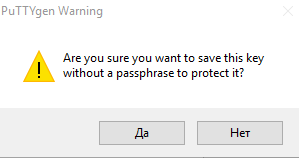 PuTTYgen Warning
Are you sure you want to save this key
without a passphrase to protect it?
Да
Нет